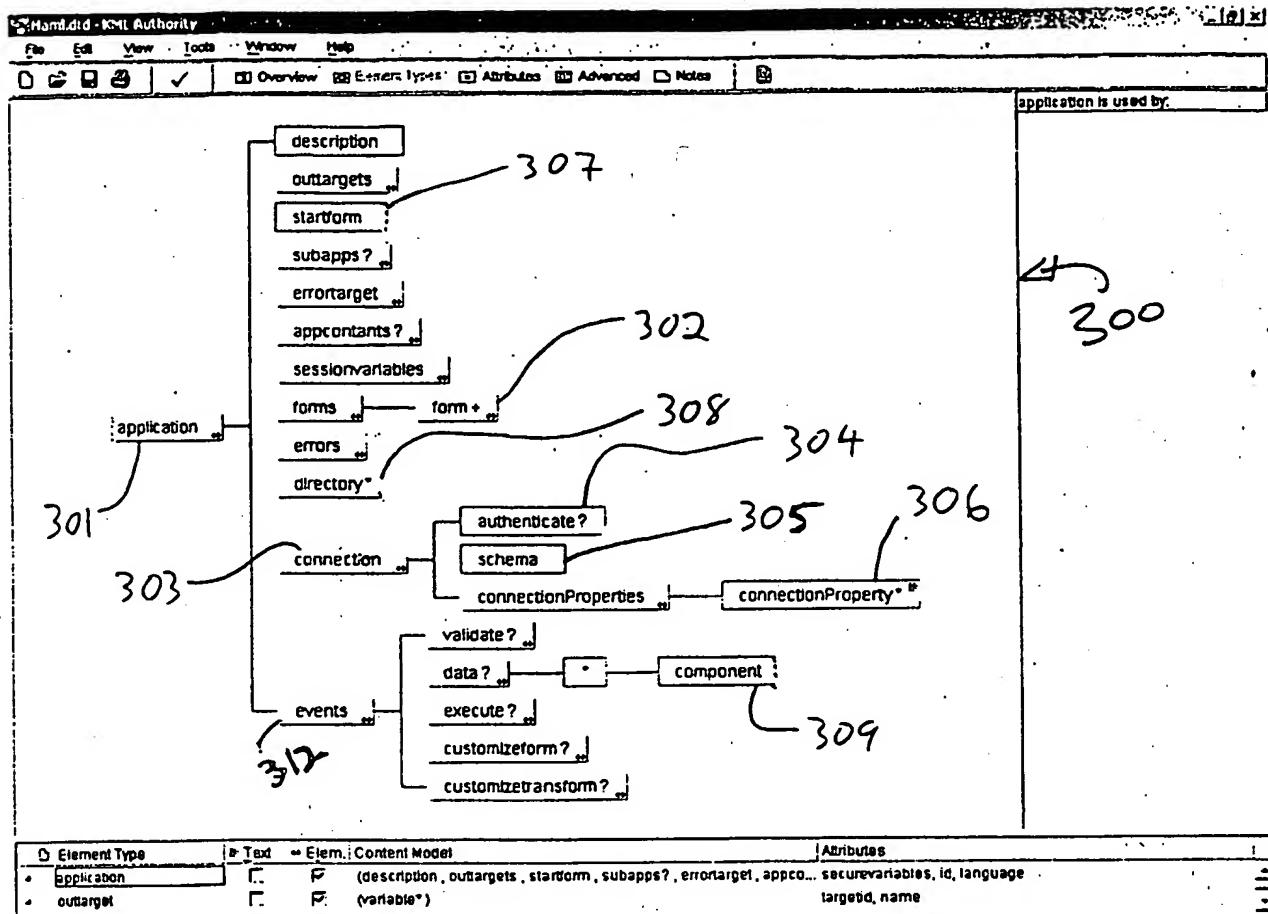 Haml.dtd - XML Authority
File Edit View Tools Window Help
Overview Element Types Attributes Advanced Notes
application is used by:
description
307
outtargets
startform
subapps?
errortarget
300
appcontants?
302
sessionvariables
forms form +
308
application
errors
304
directory*
301
authenticate?
305
306
connection
schema
303
connectionProperties connectionProperty*
validate?
data? * component
events
execute?
309
312
customizeform?
customizetransform?
Element Type Text Elem. Content Model Attributes
application (description, outtargets, startform, subapps?, errortarget, appco... securevariables, id, language
outtarget (variable*) targetid, name